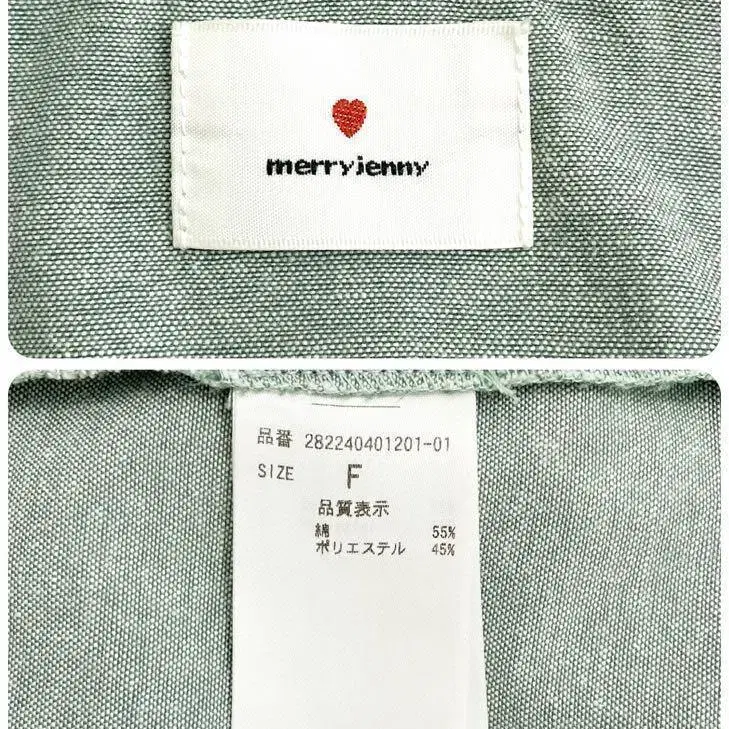 merryjenny
品番 282240401201-01
SIZE F
品質表示
綿 55%
ポリエステル 45%